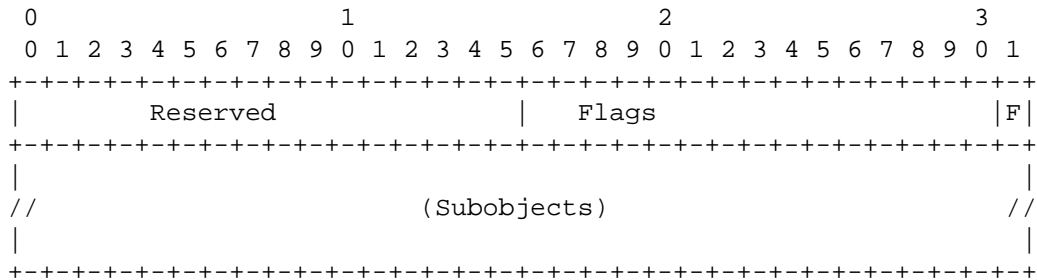 0                   1                   2                   3
 0 1 2 3 4 5 6 7 8 9 0 1 2 3 4 5 6 7 8 9 0 1 2 3 4 5 6 7 8 9 0 1
+-+-+-+-+-+-+-+-+-+-+-+-+-+-+-+-+-+-+-+-+-+-+-+-+-+-+-+-+-+-+-+-+
|        Reserved               |   Flags                     |F|
+-+-+-+-+-+-+-+-+-+-+-+-+-+-+-+-+-+-+-+-+-+-+-+-+-+-+-+-+-+-+-+-+
|                                                               |
//                        (Subobjects)                         //
|                                                               |
+-+-+-+-+-+-+-+-+-+-+-+-+-+-+-+-+-+-+-+-+-+-+-+-+-+-+-+-+-+-+-+-+